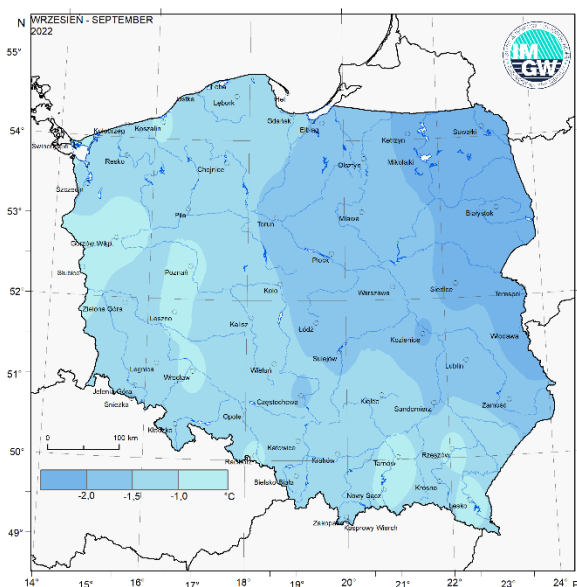 N
WRZESIEŃ - SEPTEMBER
2022
IM
GW
55°
54°
53°
52°
51°
50°
49°
Łeba
Ustka
Lębork
Hel
Gdańsk
Elbląg
Kołobrzeg
Koszalin
Kętrzyn
Suwałki
Świnoujście
Resko
Chojnice
Olsztyn
Mikołajki
Szczecin
Piła
Toruń
Mława
Białystok
Gorzów Wlkp.
Słubice
Poznań
Koło
Płock
Warszawa
Siedlce
Terespol
Zielona Góra
Leszno
Kalisz
Łódź
Kozienice
Włodawa
Legnica
Wrocław
Wieluń
Sulejów
Lublin
Jelenia Góra
Śnieżka
Opole
Częstochowa
Kielce
Sandomierz
Zamość
Kłodzko
Racibórz
Katowice
Kraków
Tarnów
Rzeszów
Bielsko-Biała
Nowy Sącz
Krosno
Lesko
Zakopane
Kasprowy Wierch
0 100 km
-2,0 -1,5 -1,0 °C
14° 15° 16° 17° 18° 19° 20° 21° 22° 23° 24° E